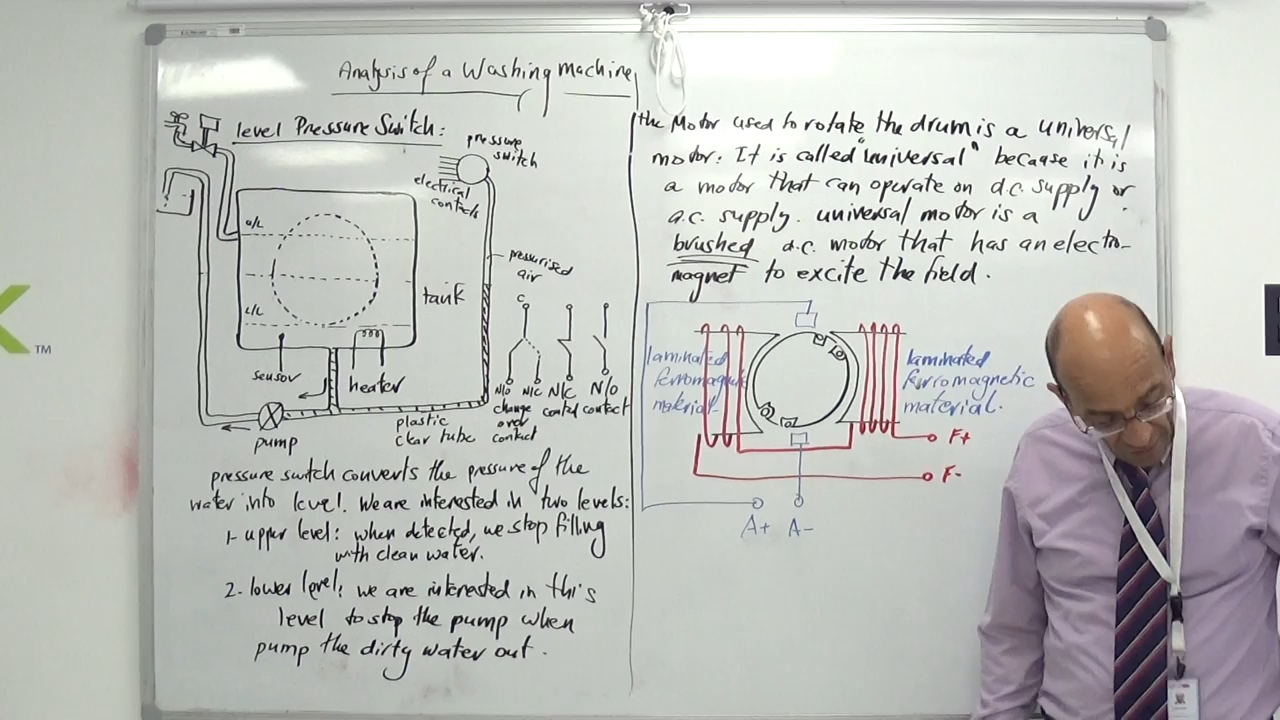 Analysis of a Washing Machine
level Pressure Switch:
pressure
switch
electrical
contacts
pressurised
air
u/L
L/L
tank
sensor
heater
pump
plastic
clear tube
C
N/O N/C N/C N/O
change
over
contact
contact contact
pressure switch converts the pressure of the
water into level. We are interested in two levels:
1- upper level: when detected, we stop filling
with clean water.
2- lower level: we are interested in this
level to stop the pump when
pump the dirty water out.
the Motor used to rotate the drum is a universal
motor. It is called "universal" because it is
a motor that can operate on d.c. supply or
a.c. supply. universal motor is a
brushed d.c. motor that has an electro-
magnet to excite the field.
laminated
ferromagnetic
material.
laminated
ferromagnetic
material.
F+
F-
A+ A-
TM